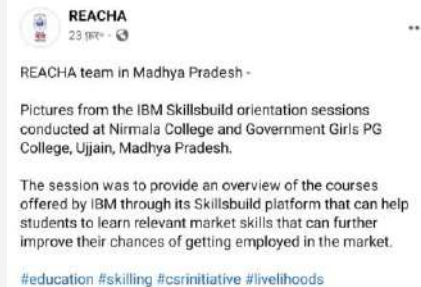 REACHA
23 फ़र॰ ·
REACHA team in Madhya Pradesh -
Pictures from the IBM Skillsbuild orientation sessions
conducted at Nirmala College and Government Girls PG
College, Ujjain, Madhya Pradesh.
The session was to provide an overview of the courses
offered by IBM through its Skillsbuild platform that can help
students to learn relevant market skills that can further
improve their chances of getting employed in the market.
#education #skilling #csrinitiative #livelihoods